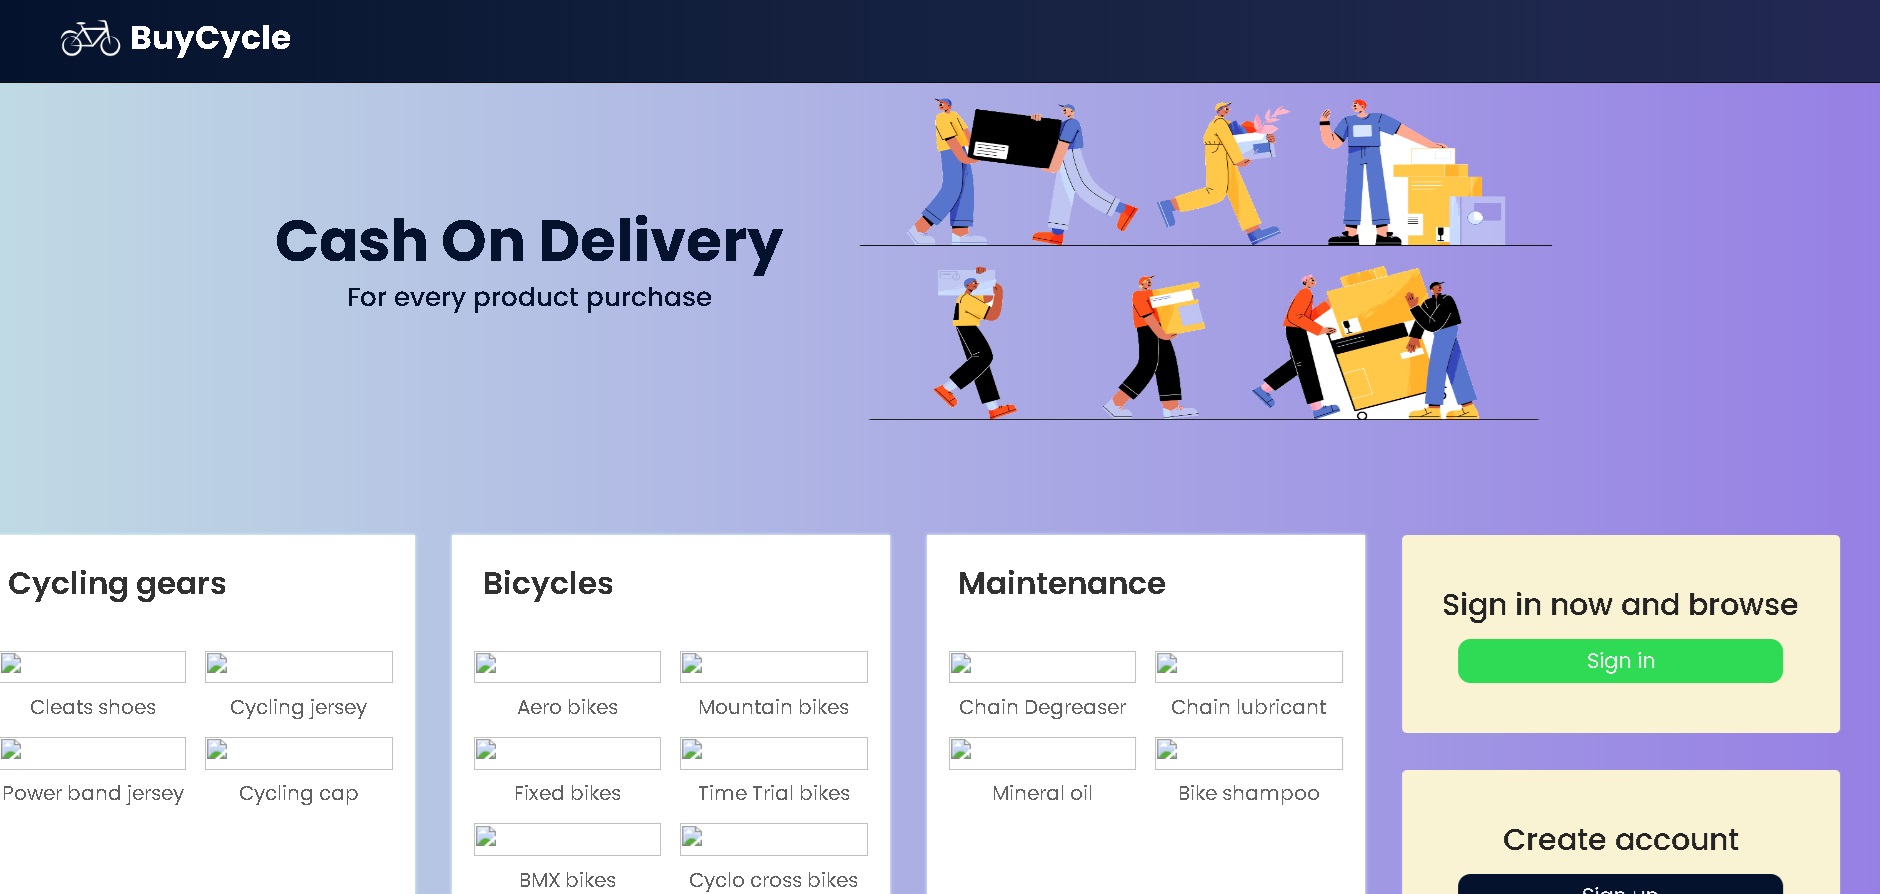 BuyCycle
Cash On Delivery
For every product purchase
Cycling gears
Cleats shoes
Cycling jersey
Power band jersey
Cycling cap
Bicycles
Aero bikes
Mountain bikes
Fixed bikes
Time Trial bikes
BMX bikes
Cyclo cross bikes
Maintenance
Chain Degreaser
Chain lubricant
Mineral oil
Bike shampoo
Sign in now and browse
Sign in
Create account
Sign up